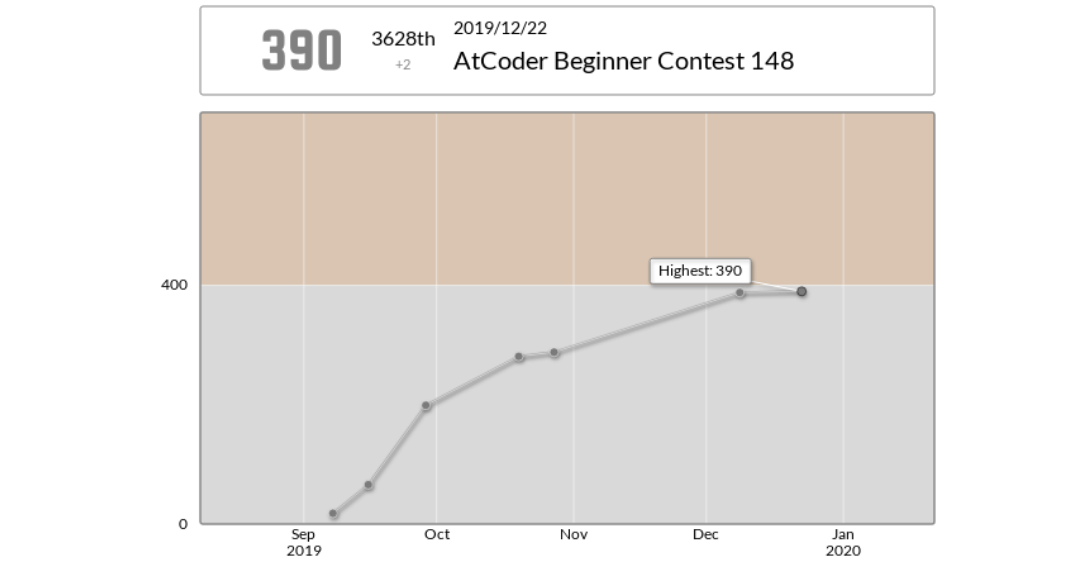 390
3628th
+2
2019/12/22
AtCoder Beginner Contest 148
Highest: 390
400
0
Sep
2019
Oct
Nov
Dec
Jan
2020